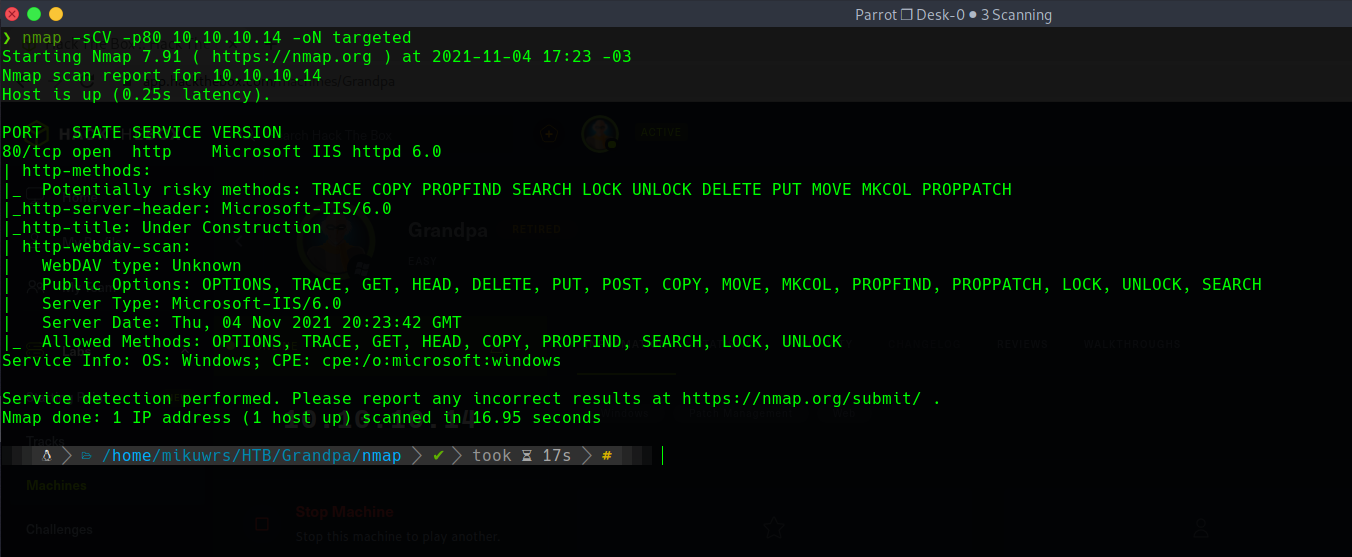 Parrot ❐ Desk-0 ● 3 Scanning
❯ nmap -sCV -p80 10.10.10.14 -oN targeted
Starting Nmap 7.91 ( https://nmap.org ) at 2021-11-04 17:23 -03
Nmap scan report for 10.10.10.14
Host is up (0.25s latency).
PORT   STATE SERVICE VERSION
80/tcp open  http    Microsoft IIS httpd 6.0
| http-methods:
|_  Potentially risky methods: TRACE COPY PROPFIND SEARCH LOCK UNLOCK DELETE PUT MOVE MKCOL PROPPATCH
|_http-server-header: Microsoft-IIS/6.0
|_http-title: Under Construction
| http-webdav-scan:
|   WebDAV type: Unknown
|   Public Options: OPTIONS, TRACE, GET, HEAD, DELETE, PUT, POST, COPY, MOVE, MKCOL, PROPFIND, PROPPATCH, LOCK, UNLOCK, SEARCH
|   Server Type: Microsoft-IIS/6.0
|   Server Date: Thu, 04 Nov 2021 20:23:42 GMT
|_  Allowed Methods: OPTIONS, TRACE, GET, HEAD, COPY, PROPFIND, SEARCH, LOCK, UNLOCK
Service Info: OS: Windows; CPE: cpe:/o:microsoft:windows
Service detection performed. Please report any incorrect results at https://nmap.org/submit/ .
Nmap done: 1 IP address (1 host up) scanned in 16.95 seconds
/home/mikuwrs/HTB/Grandpa/nmap ✔ took ⌛ 17s #
ACTIVE
Grandpa RETIRED
EASY
REVIEWS WALKTHROUGHS
10.10.10.14
Tracks
Machines
Challenges
Stop Machine
Stop this machine to play another.